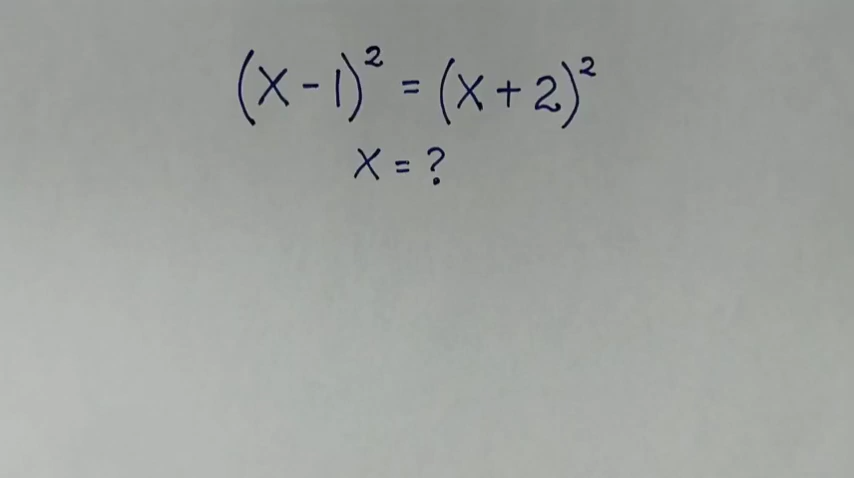 (x-1)² = (x+2)²
x = ?